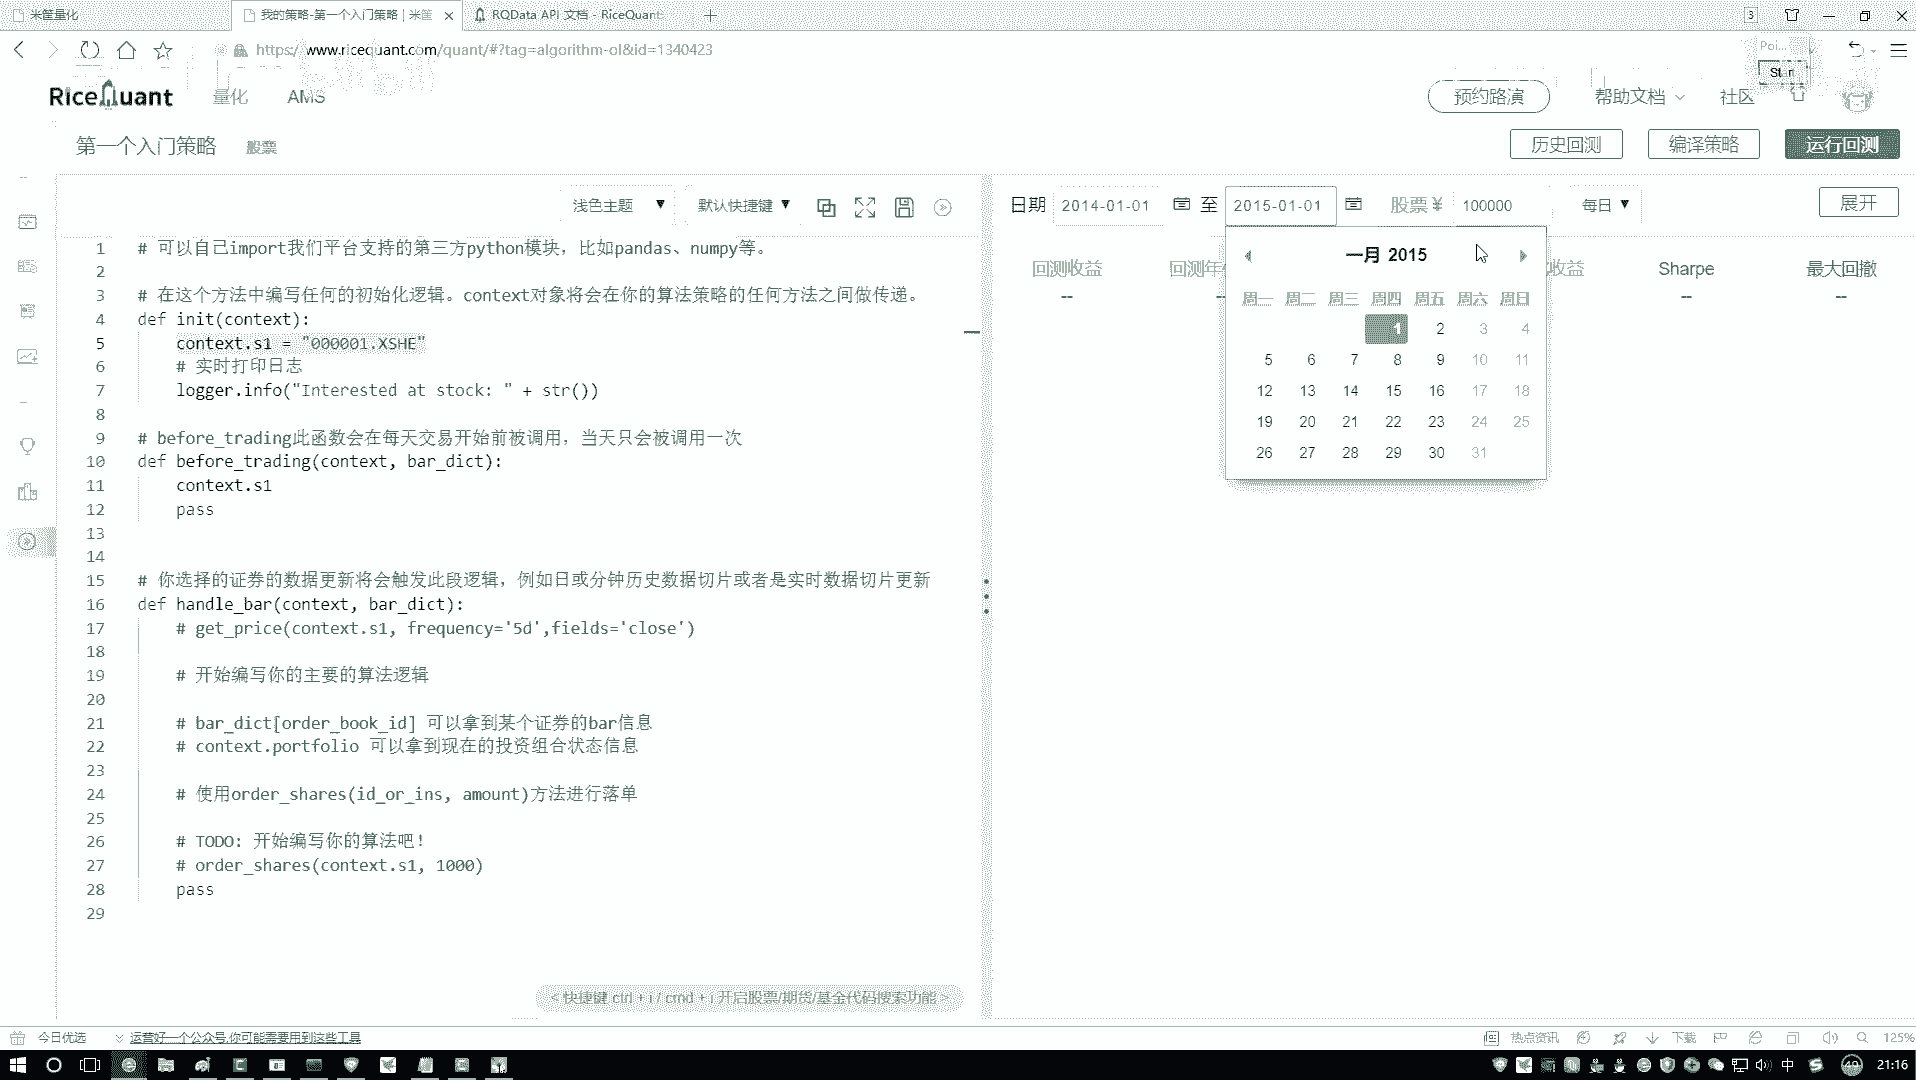 米筐量化
我的策略-第一个入门策略 | 米筐
RQData API 文档 - RiceQuant
3
https://www.ricequant.com/quant/#?tag=algorithm-ol&id=1340423
Poi...
Start
RiceQuant
量化
AMS
预约路演
帮助文档
社区
第一个入门策略
股票
历史回测
编译策略
运行回测
浅色主题
默认快捷键
日期
2014-01-01
至
2015-01-01
股票 ¥
100000
每日
展开
1 # 可以自己import我们平台支持的第三方python模块，比如pandas、numpy等。
2
3 # 在这个方法中编写任何的初始化逻辑。context对象将会在你的算法策略的任何方法之间做传递。
4 def init(context):
5 context.s1 = "000001.XSHE"
6 # 实时打印日志
7 logger.info("Interested at stock: " + str())
8
9 # before_trading此函数会在每天交易开始前被调用，当天只会被调用一次
10 def before_trading(context, bar_dict):
11 context.s1
12 pass
13
14
15 # 你选择的证券的数据更新将会触发此段逻辑，例如日或分钟历史数据切片或者是实时数据切片更新
16 def handle_bar(context, bar_dict):
17 # get_price(context.s1, frequency='5d',fields='close')
18
19 # 开始编写你的主要的算法逻辑
20
21 # bar_dict[order_book_id] 可以拿到某个证券的bar信息
22 # context.portfolio 可以拿到现在的投资组合状态信息
23
24 # 使用order_shares(id_or_ins, amount)方法进行落单
25
26 # TODO: 开始编写你的算法吧！
27 # order_shares(context.s1, 1000)
28 pass
29
<快捷键 ctrl + i / cmd + i 开启股票/期货/基金代码搜索功能>
回测收益
--
回测年
收益
Sharpe
--
最大回撤
--
一月 2015
周一 周二 周三 周四 周五 周六 周日
1 2 3 4
5 6 7 8 9 10 11
12 13 14 15 16 17 18
19 20 21 22 23 24 25
26 27 28 29 30 31
今日优选
运营好一个公众号,你可能需要用到这些工具
热点资讯
下载
125%
中
49
21:16